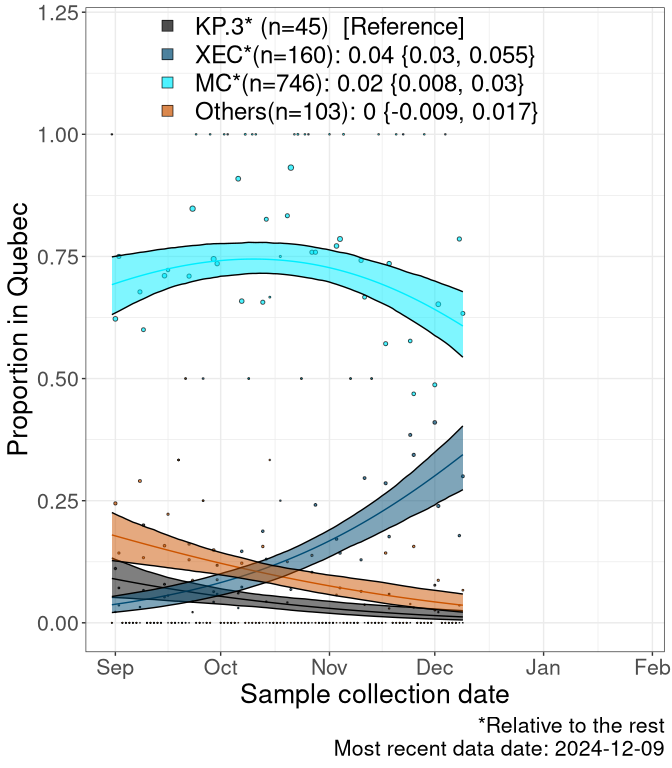 KP.3* (n=45)  [Reference]
XEC*(n=160): 0.04 {0.03, 0.055}
MC*(n=746): 0.02 {0.008, 0.03}
Others(n=103): 0 {-0.009, 0.017}
1.25
1.00
0.75
0.50
0.25
0.00
Proportion in Quebec
Sep Oct Nov Dec Jan Feb
Sample collection date
*Relative to the rest
Most recent data date: 2024-12-09